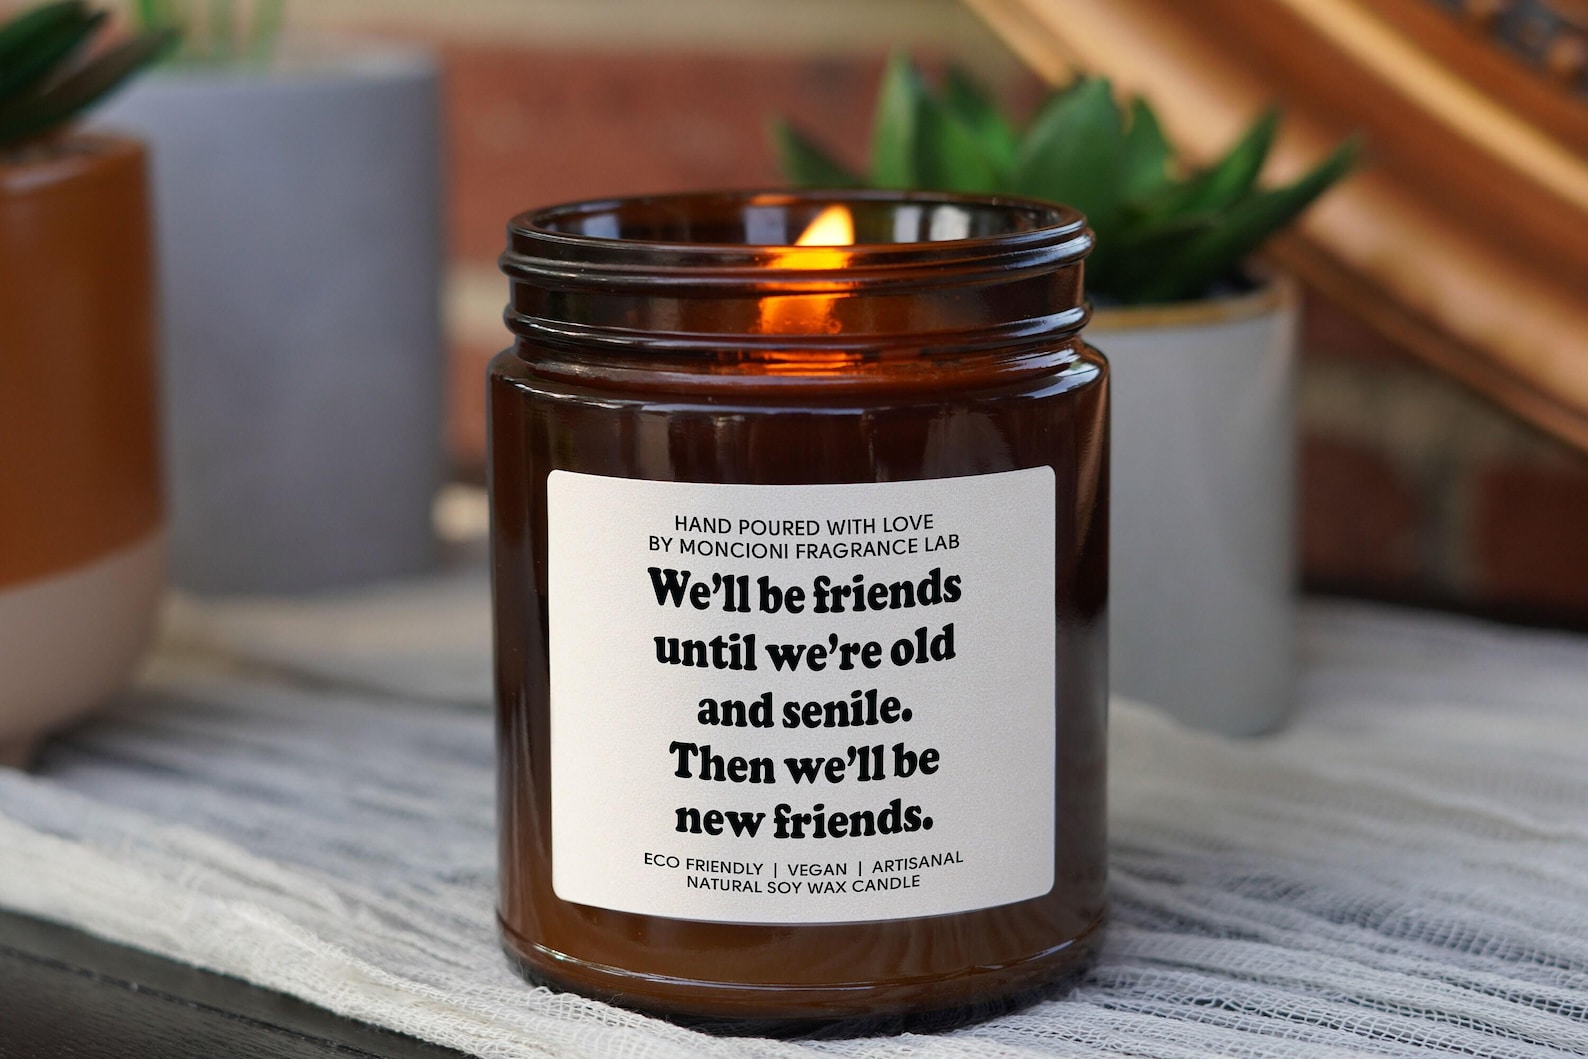 HAND POURED WITH LOVE
BY MONCIONI FRAGRANCE LAB
We’ll be friends
until we’re old
and senile.
Then we’ll be
new friends.
ECO FRIENDLY | VEGAN | ARTISANAL
NATURAL SOY WAX CANDLE